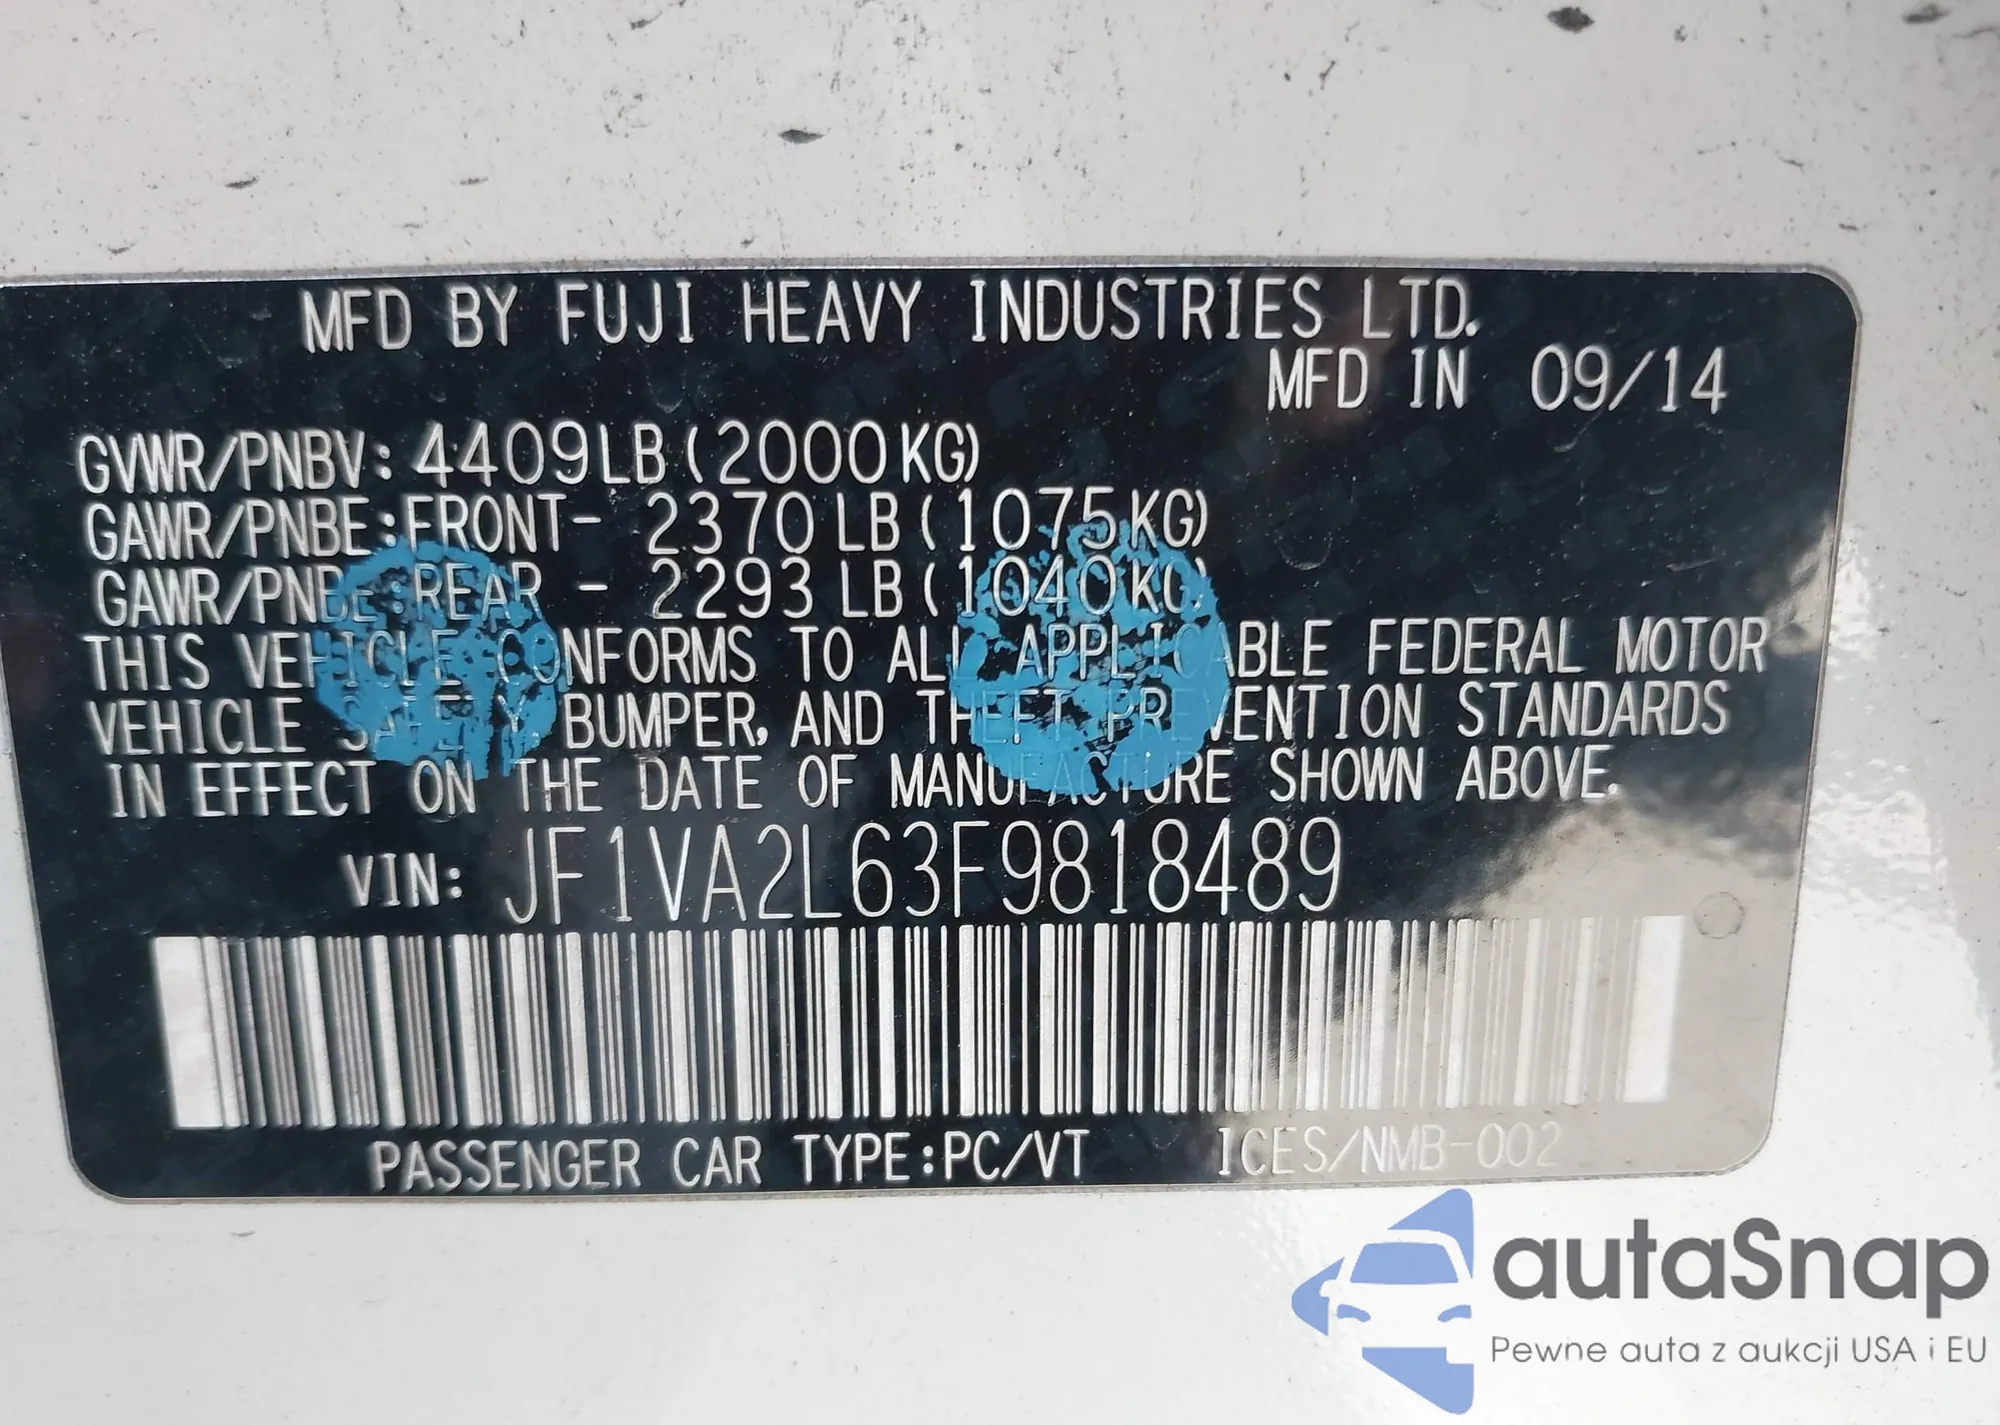 MFD BY FUJI HEAVY INDUSTRIES LTD.
MFD IN 09/14
GVWR/PNBV: 4409LB (2000KG)
GAWR/PNBE:FRONT- 2370 LB (1075KG)
GAWR/PNBE:REAR - 2293 LB (1040KG)
THIS VEHICLE CONFORMS TO ALL APPLICABLE FEDERAL MOTOR
VEHICLE SAFETY BUMPER, AND THEFT PREVENTION STANDARDS
IN EFFECT ON THE DATE OF MANUFACTURE SHOWN ABOVE.
VIN: JF1VA2L63F9818489
PASSENGER CAR TYPE:PC/VT ICES/NMB-002
autaSnap
Pewne auta z aukcji USA i EU